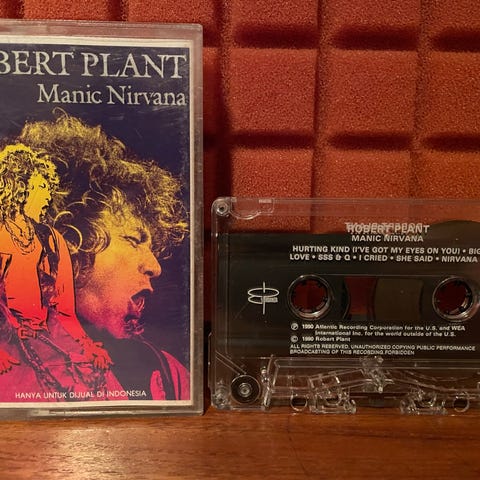 BERT PLANT
Manic Nirvana
HANYA UNTUK DIJUAL DI INDONESIA
ROBERT PLANT
MANIC NIRVANA
HURTING KIND (I'VE GOT MY EYES ON YOU) • BIG
LOVE • SSS & Q • I CRIED • SHE SAID • NIRVANA
℗ 1990 Atlantic Recording Corporation for the U.S. and WEA
International Inc. for the world outside of the U.S.
© 1990 Robert Plant
ALL RIGHTS RESERVED. UNAUTHORIZED COPYING PUBLIC PERFORMANCE
BROADCASTING OF THIS RECORDING FORBIDDEN